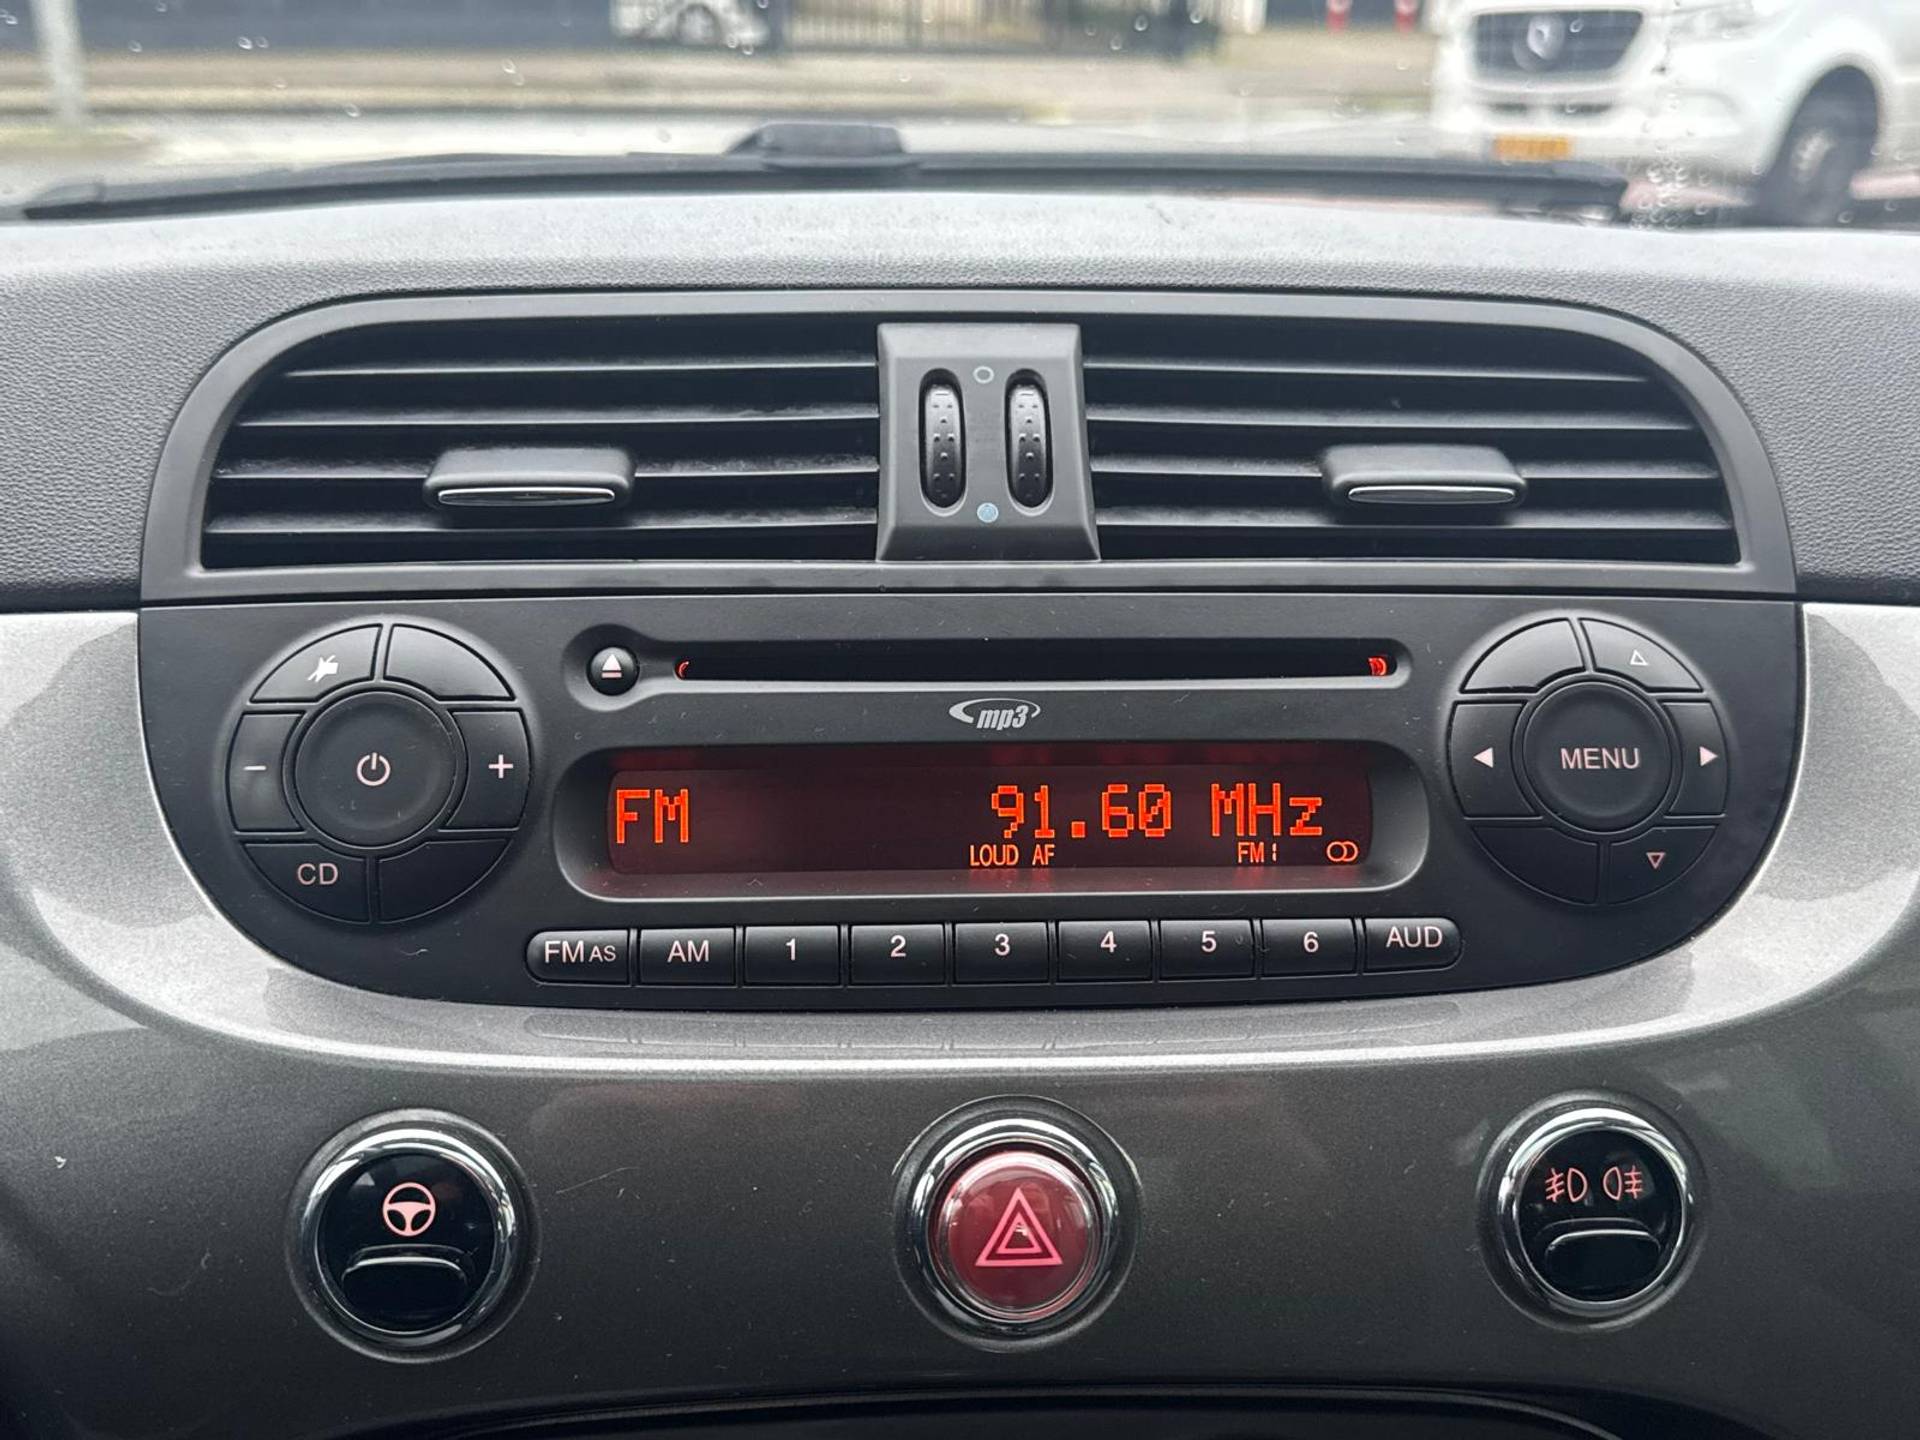 mp3
FM 91.60 MHz
LOUD AF FM1
MENU
CD
FM AS AM 1 2 3 4 5 6 AUD